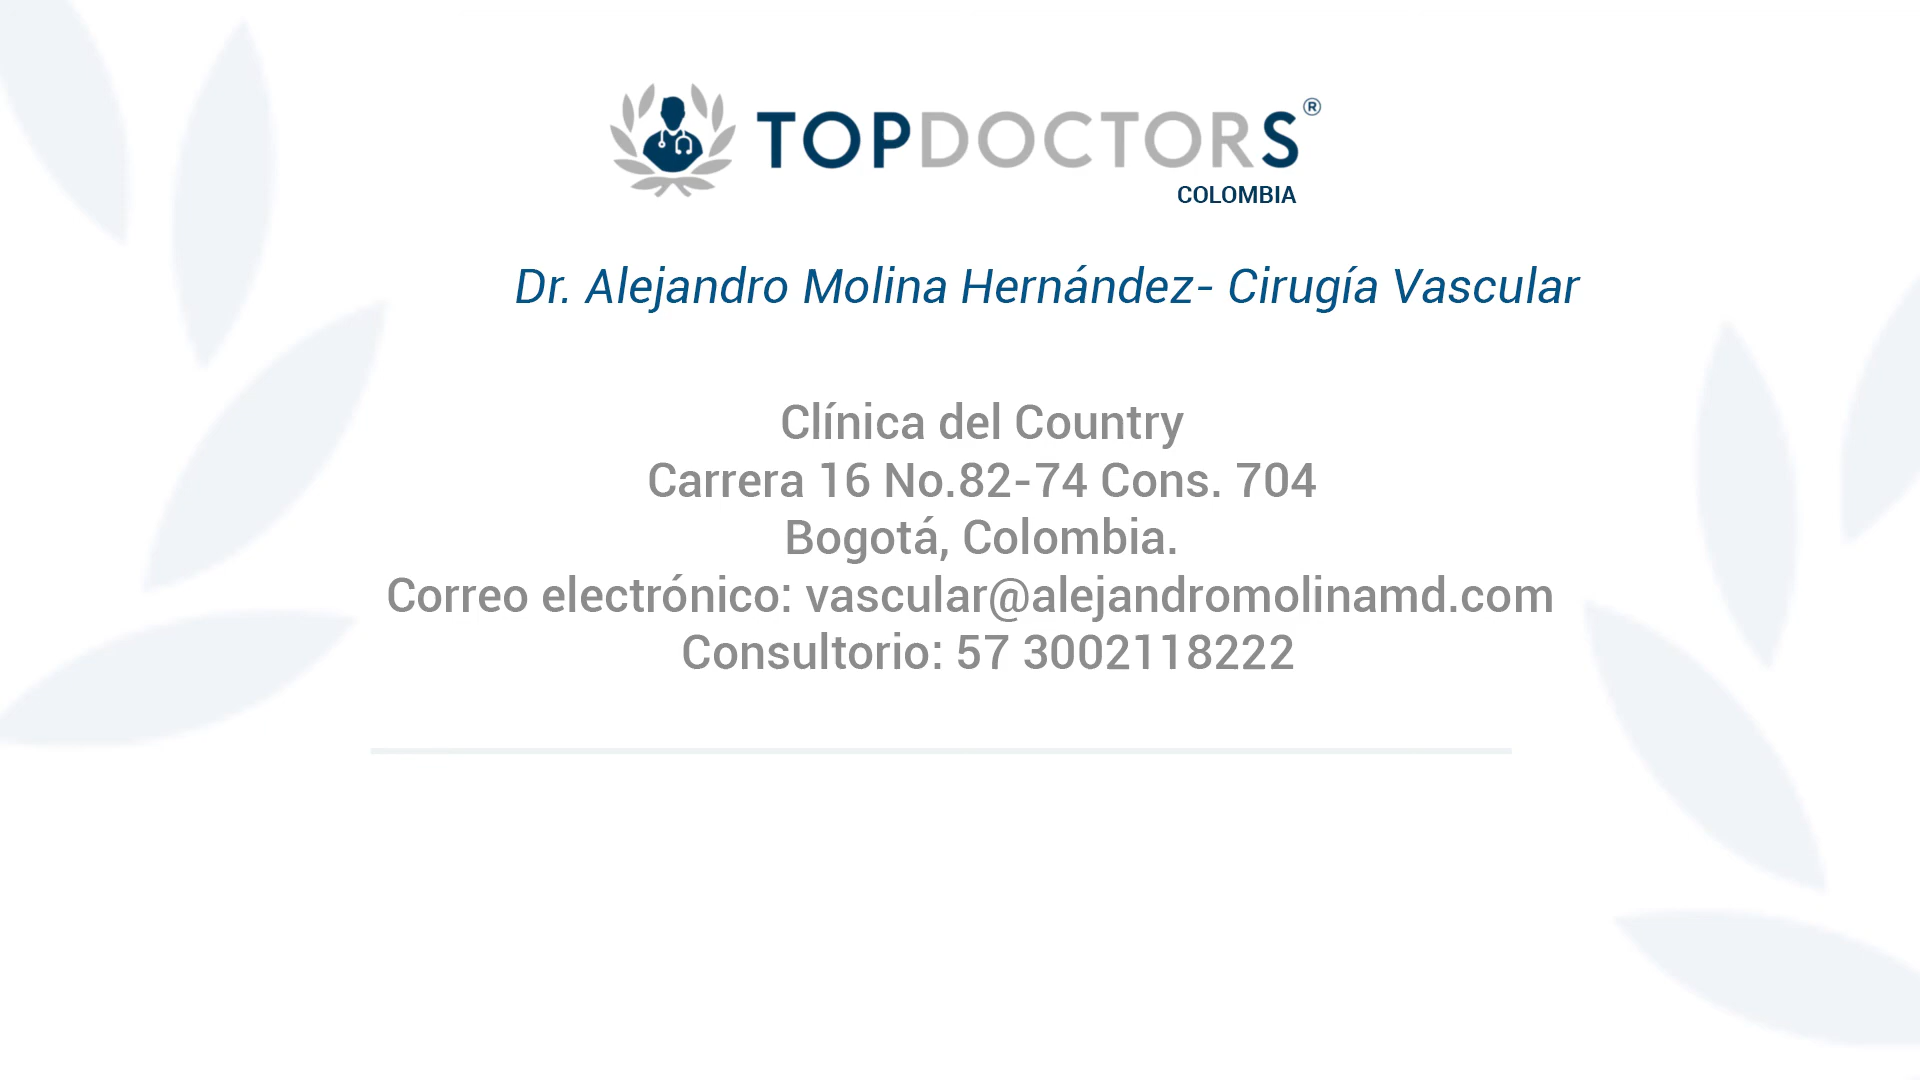 TOPDOCTORS®
COLOMBIA
Dr. Alejandro Molina Hernández- Cirugía Vascular
Clínica del Country
Carrera 16 No.82-74 Cons. 704
Bogotá, Colombia.
Correo electrónico: vascular@alejandromolinamd.com
Consultorio: 57 3002118222